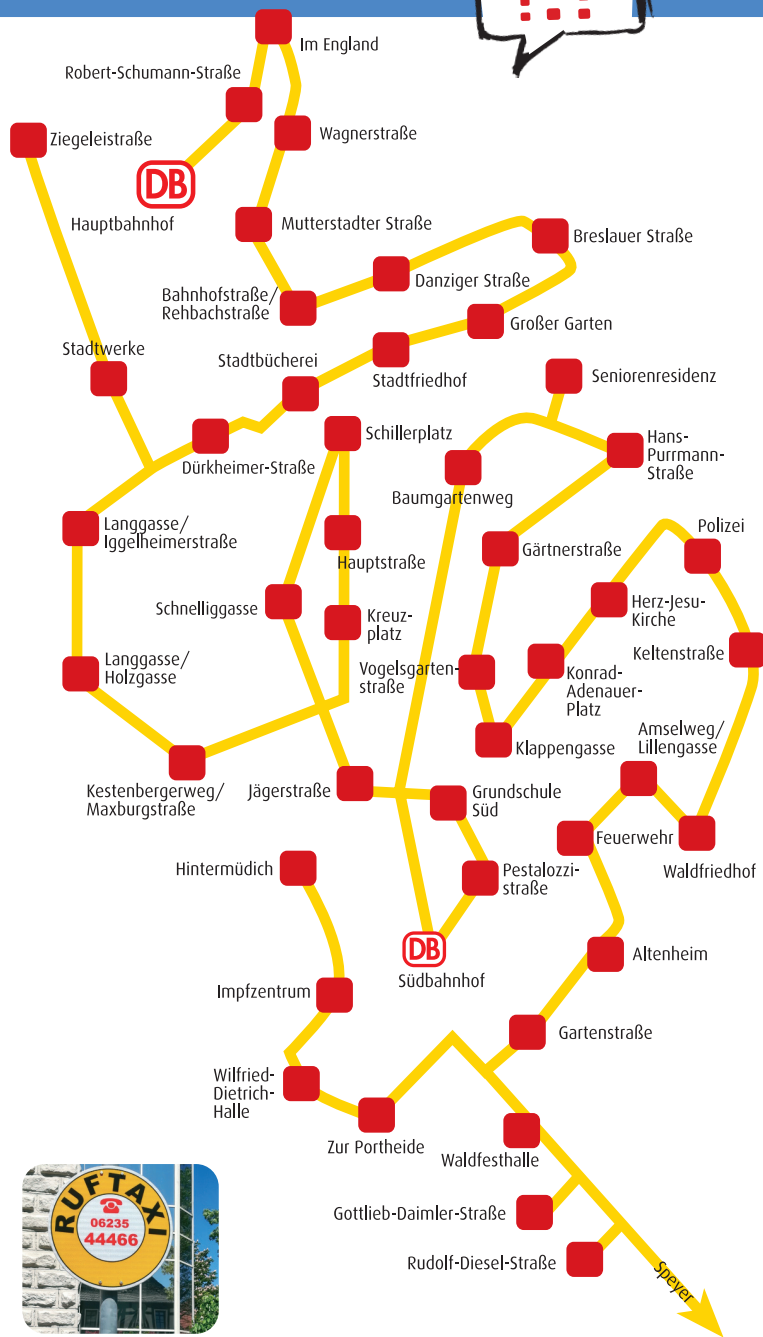 Im England
Robert-Schumann-Straße
Ziegeleistraße
Wagnerstraße
DB
Hauptbahnhof
Mutterstadter Straße
Breslauer Straße
Danziger Straße
Bahnhofstraße/
Rehbachstraße
Großer Garten
Stadtwerke
Stadtbücherei
Stadtfriedhof
Seniorenresidenz
Schillerplatz
Hans-
Purrmann-
Straße
Dürkheimer-Straße
Baumgartenweg
Langgasse/
Iggelheimerstraße
Polizei
Gärtnerstraße
Hauptstraße
Schnelliggasse
Kreuz-
platz
Herz-Jesu-
Kirche
Keltenstraße
Langgasse/
Holzgasse
Vogelsgarten-
straße
Konrad-
Adenauer-
Platz
Amselweg/
Lillengasse
Klappengasse
Kestenbergerweg/
Maxburgstraße
Jägerstraße
Grundschule
Süd
Feuerwehr
Waldfriedhof
Hintermüdich
Pestalozzi-
straße
DB
Südbahnhof
Altenheim
Impfzentrum
Gartenstraße
Wilfried-
Dietrich-
Halle
Zur Portheide
Waldfesthalle
Gottlieb-Daimler-Straße
Rudolf-Diesel-Straße
Speyer
RUFTAXI
06235
44466